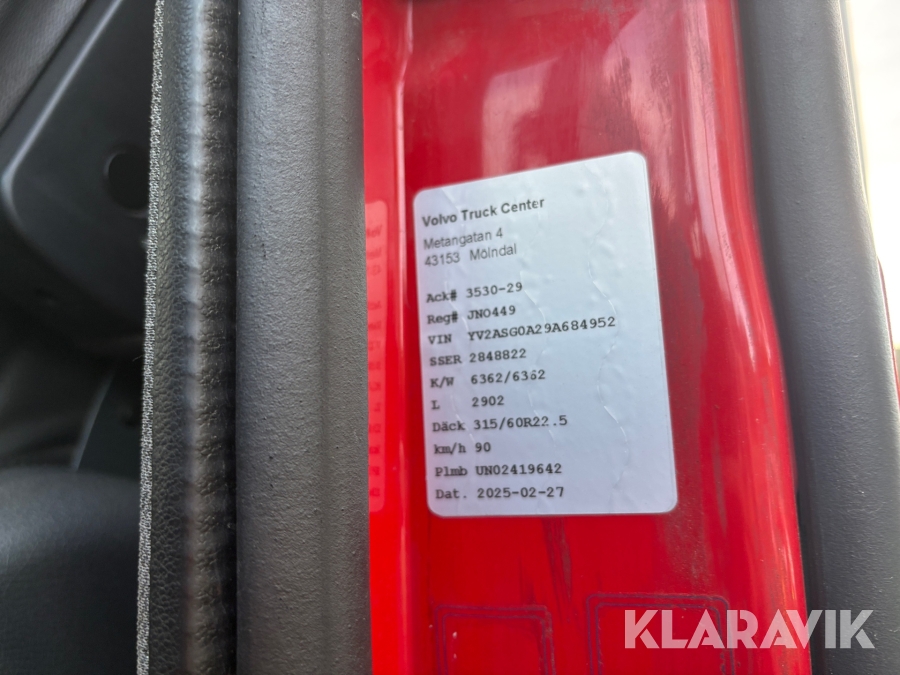 Volvo Truck Center
Metangatan 4
43153 Mölndal
Ack# 3530-29
Reg# JNO449
VIN YV2ASG0A29A684952
SSER 2848822
K/W 6362/6362
L 2902
Däck 315/60R22.5
km/h 90
Plmb UN02419642
Dat. 2025-02-27
KLARAVIK